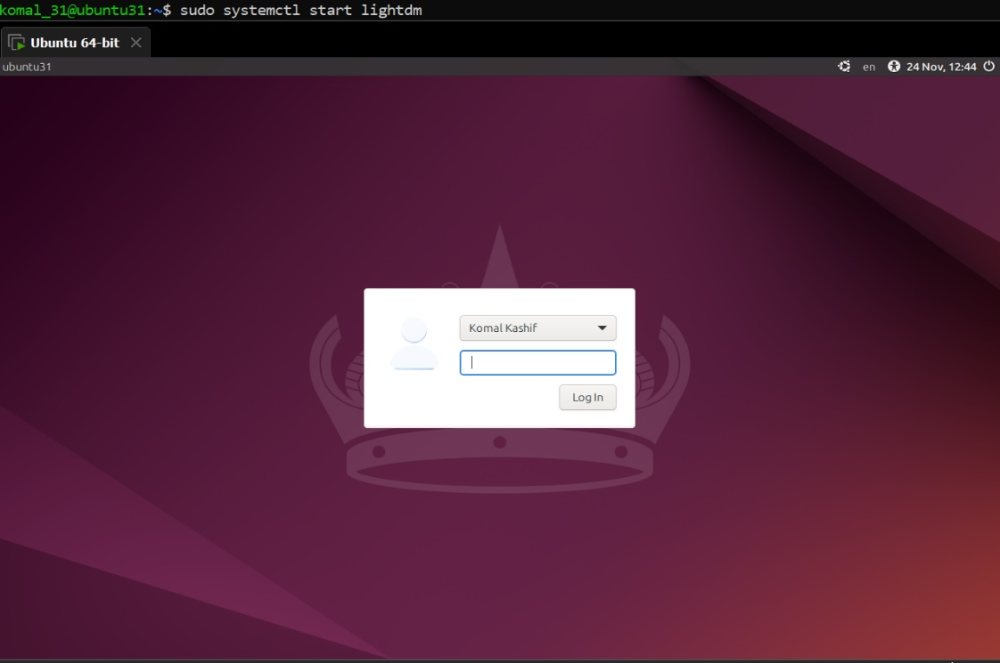 komal_31@ubuntu31:~$ sudo systemctl start lightdm
Ubuntu 64-bit
ubuntu31 en 24 Nov, 12:44
Komal Kashif
Log In